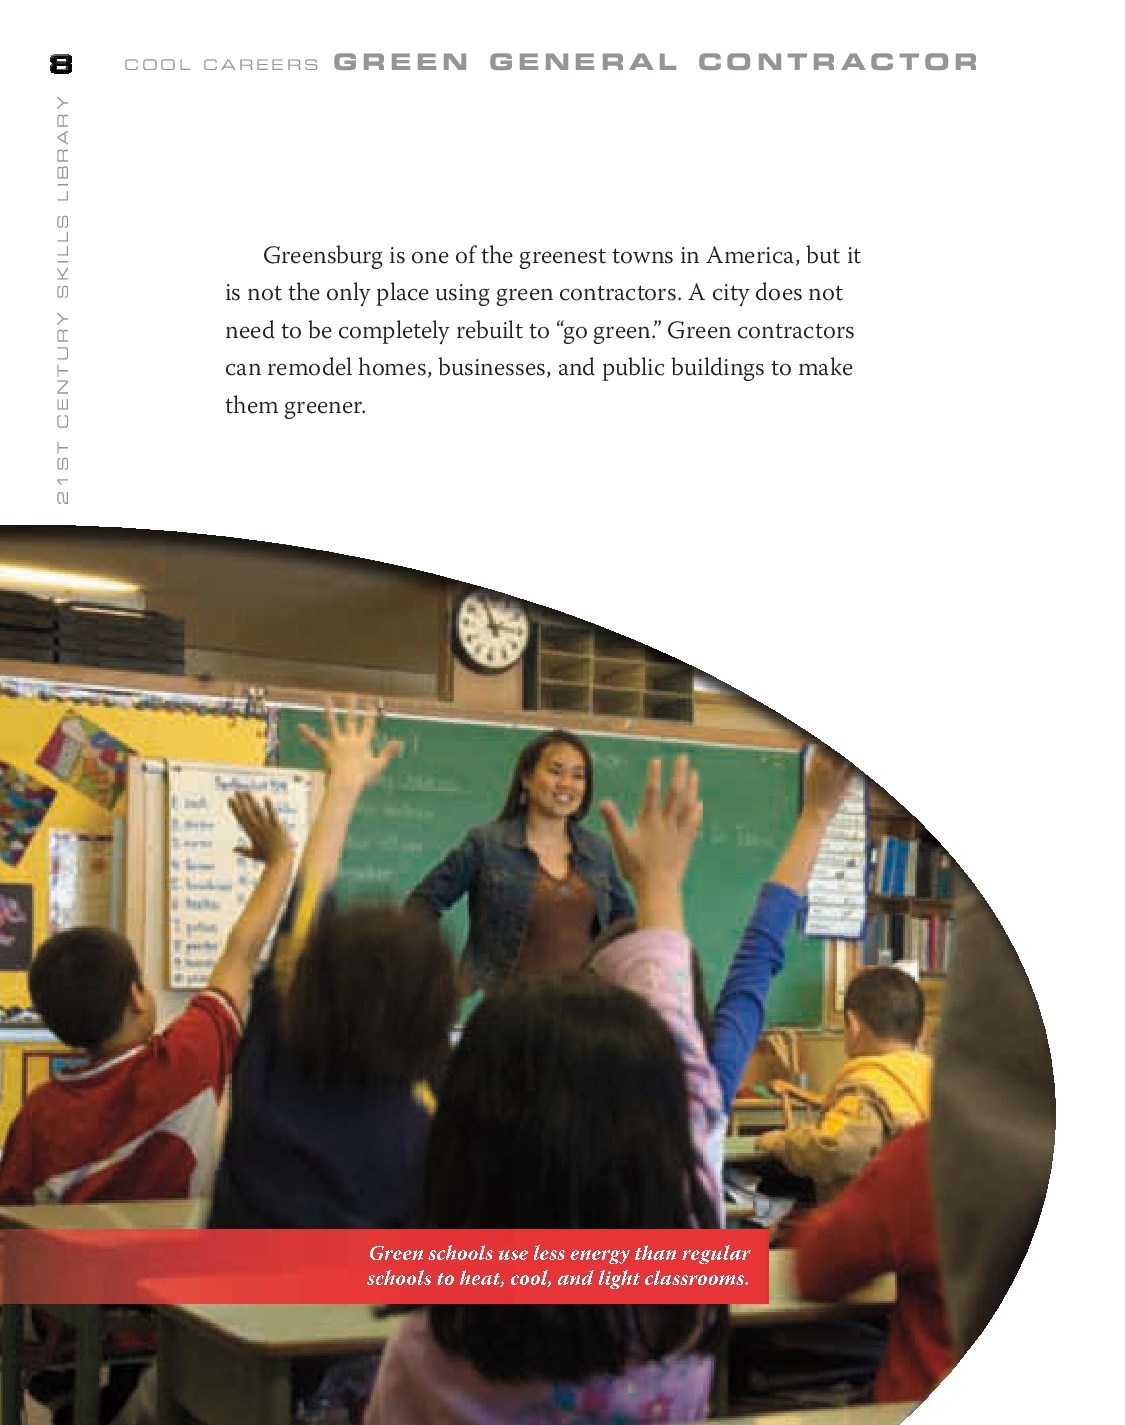 8 COOL CAREERS GREEN GENERAL CONTRACTOR
21ST CENTURY SKILLS LIBRARY
Greensburg is one of the greenest towns in America, but it
is not the only place using green contractors. A city does not
need to be completely rebuilt to “go green.” Green contractors
can remodel homes, businesses, and public buildings to make
them greener.
Green schools use less energy than regular
schools to heat, cool, and light classrooms.